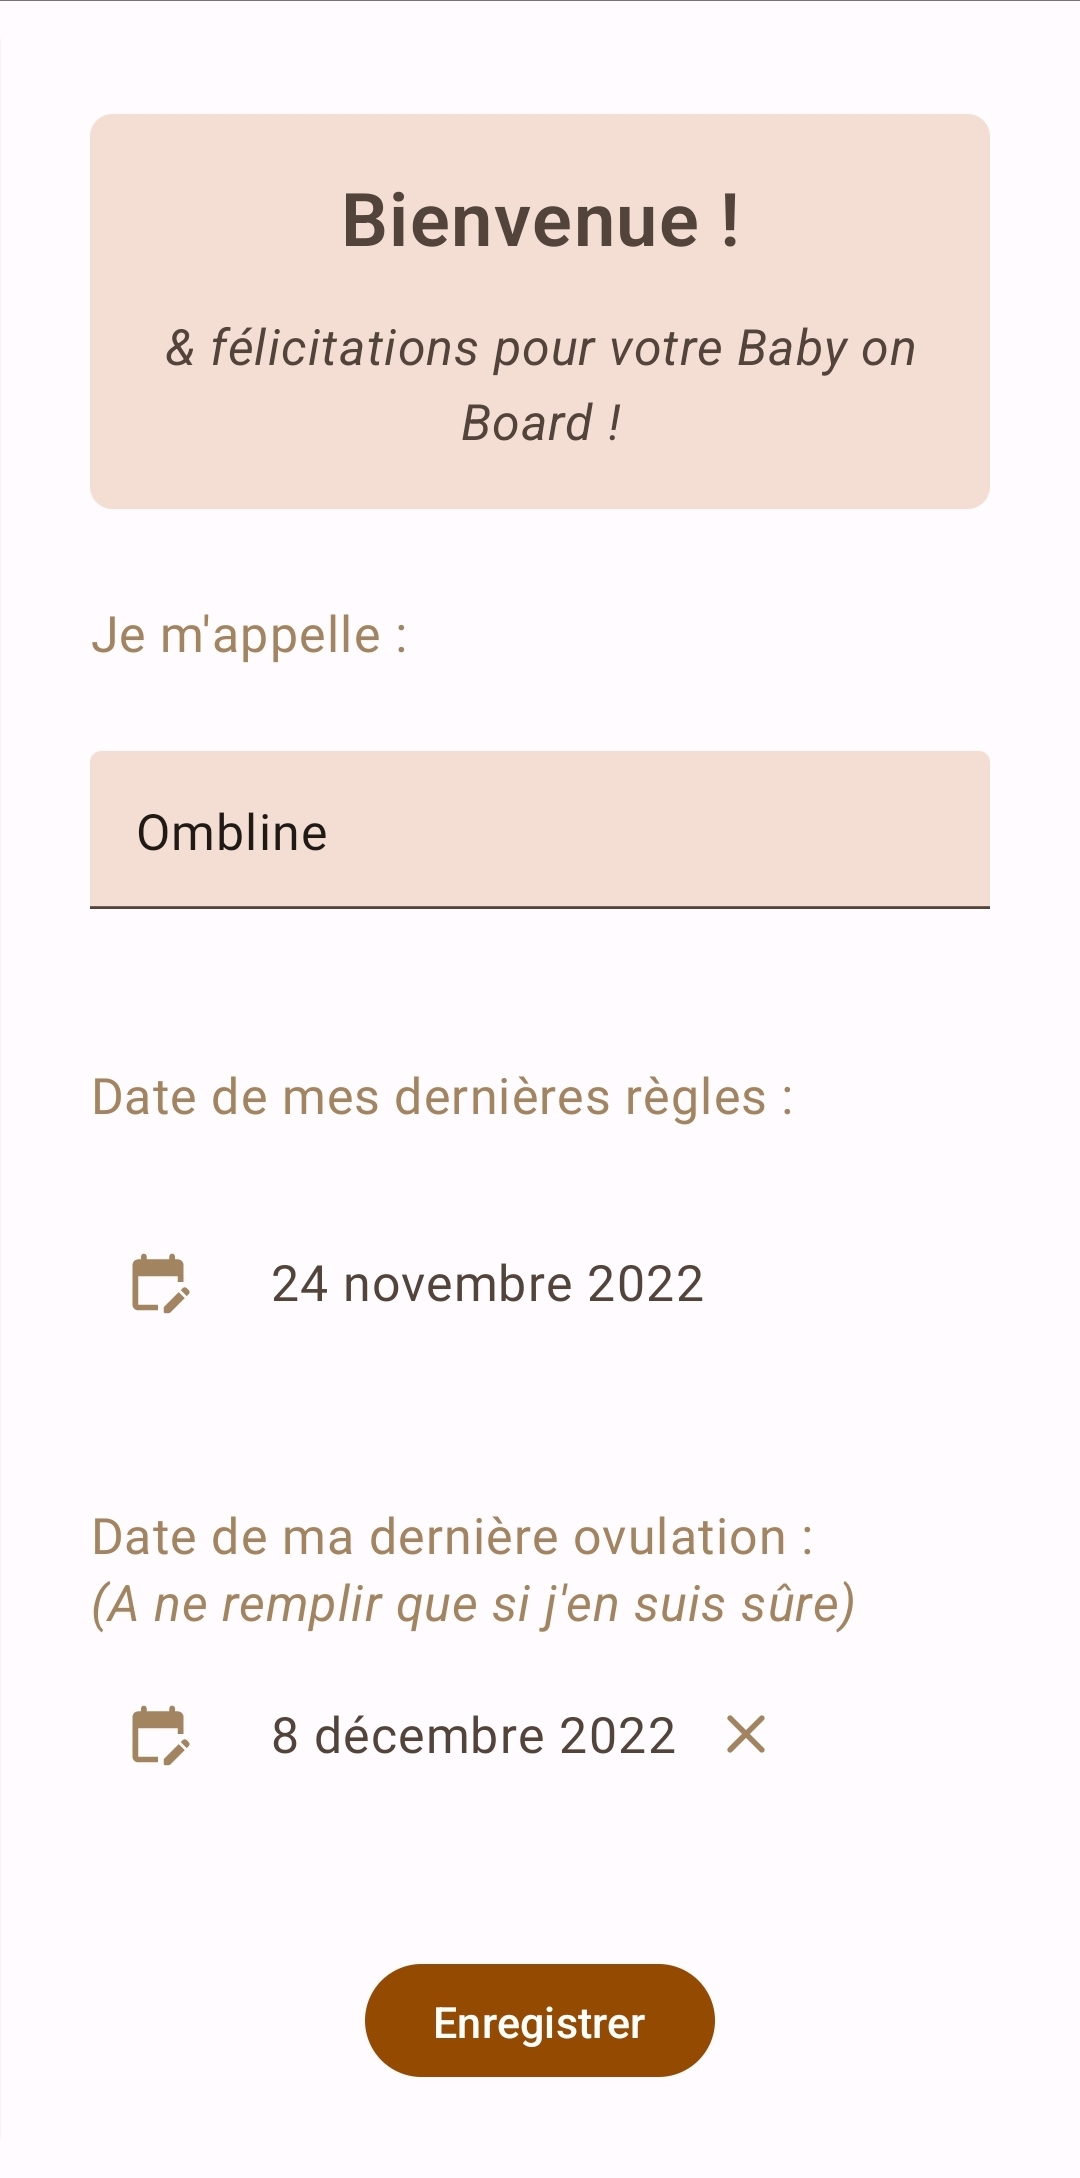 Bienvenue !
& félicitations pour votre Baby on
Board !
Je m'appelle :
Ombline
Date de mes dernières règles :
24 novembre 2022
Date de ma dernière ovulation :
(A ne remplir que si j'en suis sûre)
8 décembre 2022
Enregistrer